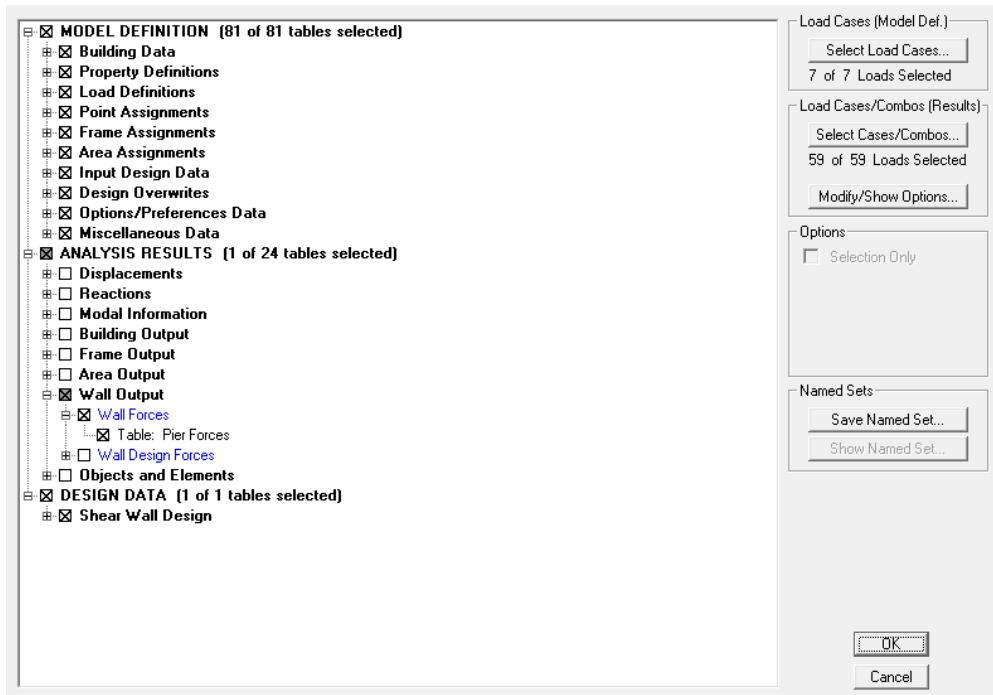 MODEL DEFINITION (81 of 81 tables selected)
Building Data
Property Definitions
Load Definitions
Point Assignments
Frame Assignments
Area Assignments
Input Design Data
Design Overwrites
Options/Preferences Data
Miscellaneous Data
ANALYSIS RESULTS (1 of 24 tables selected)
Displacements
Reactions
Modal Information
Building Output
Frame Output
Area Output
Wall Output
Wall Forces
Table: Pier Forces
Wall Design Forces
Objects and Elements
DESIGN DATA (1 of 1 tables selected)
Shear Wall Design
Load Cases (Model Def.)
Select Load Cases...
7 of 7 Loads Selected
Load Cases/Combos (Results)
Select Cases/Combos...
59 of 59 Loads Selected
Modify/Show Options...
Options
Selection Only
Named Sets
Save Named Set...
Show Named Set...
OK
Cancel